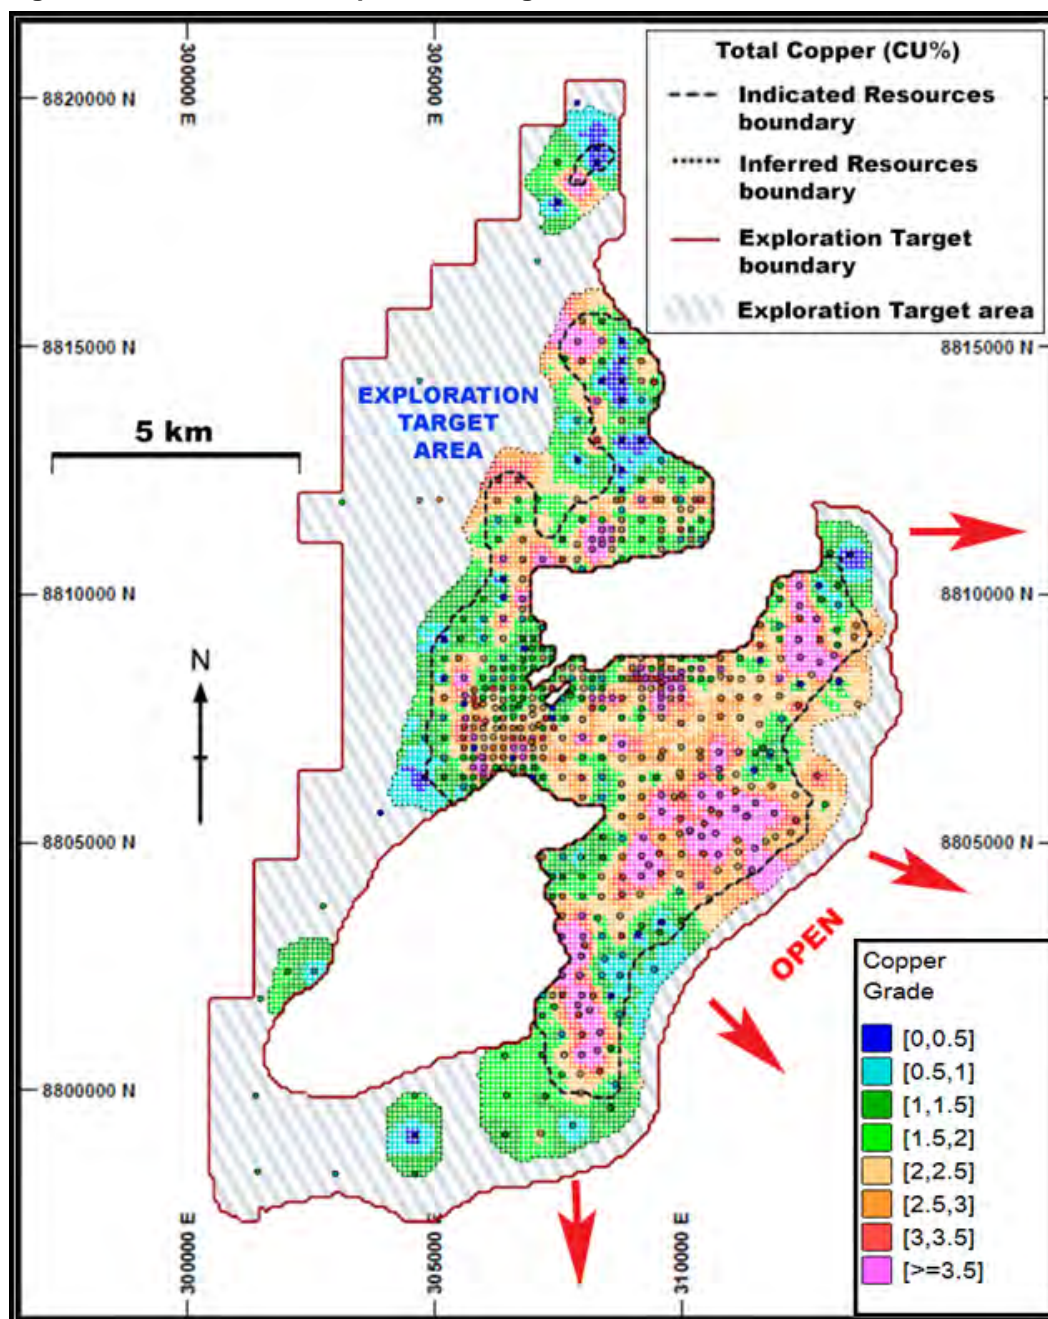 300000 E
305000 E
Total Copper (CU%)
Indicated Resources
boundary
Inferred Resources
boundary
Exploration Target
boundary
Exploration Target area
8820000 N
8815000 N
8815000 N
EXPLORATION
TARGET
AREA
5 km
8810000 N
8810000 N
N
8805000 N
8805000 N
OPEN
8800000 N
Copper
Grade
[0,0.5]
[0.5,1]
[1,1.5]
[1.5,2]
[2,2.5]
[2.5,3]
[3,3.5]
[>=3.5]
300000 E
305000 E
310000 E